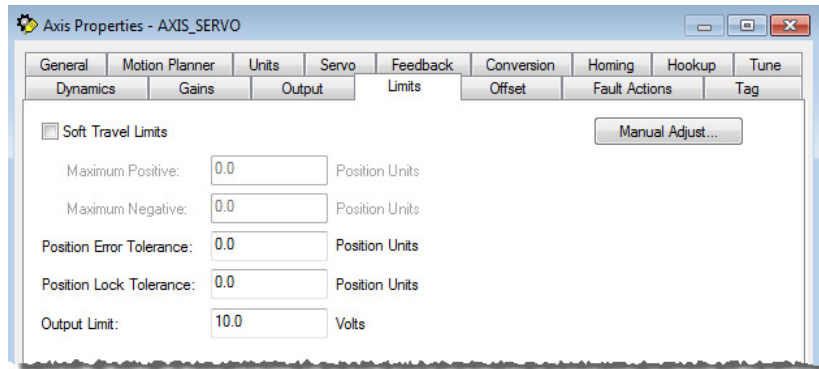 Axis Properties - AXIS_SERVO
General Motion Planner Units Servo Feedback Conversion Homing Hookup Tune
Dynamics Gains Output Limits Offset Fault Actions Tag
Soft Travel Limits Manual Adjust...
Maximum Positive: 0.0 Position Units
Maximum Negative: 0.0 Position Units
Position Error Tolerance: 0.0 Position Units
Position Lock Tolerance: 0.0 Position Units
Output Limit: 10.0 Volts